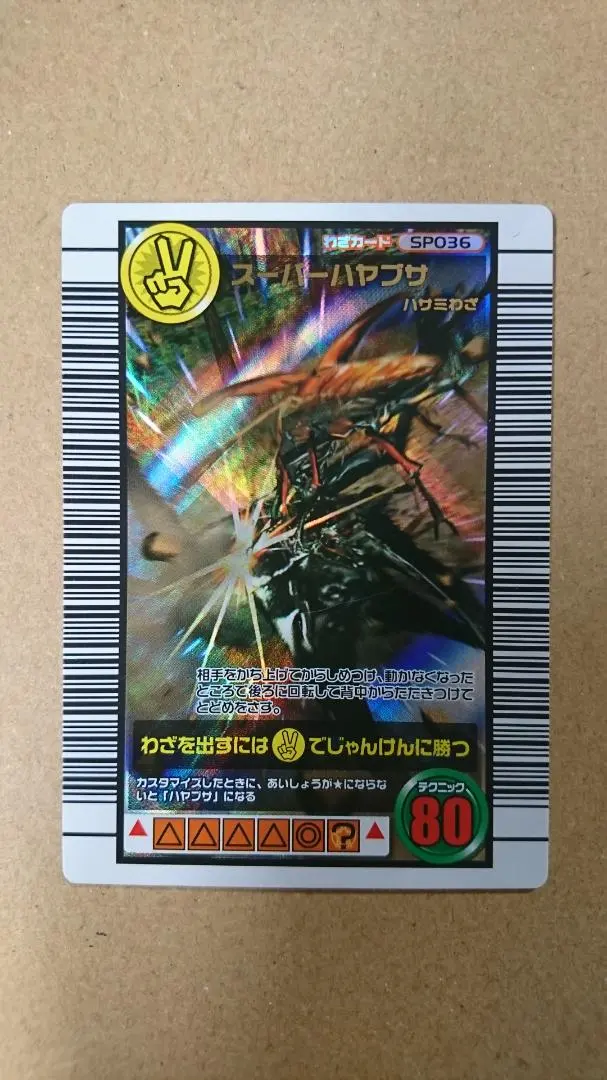 わざカード SP036
スーパーハヤブサ
ハサミわざ
相手をかち上げてからしめつけ、動かなくなった
ところで後ろに回転して背中からたたきつけて
とどめをさす。
わざを出すには でじゃんけんに勝つ
カスタマイズしたときに、あいしょうが★にならな
いと「ハヤブサ」になる
テクニック
80